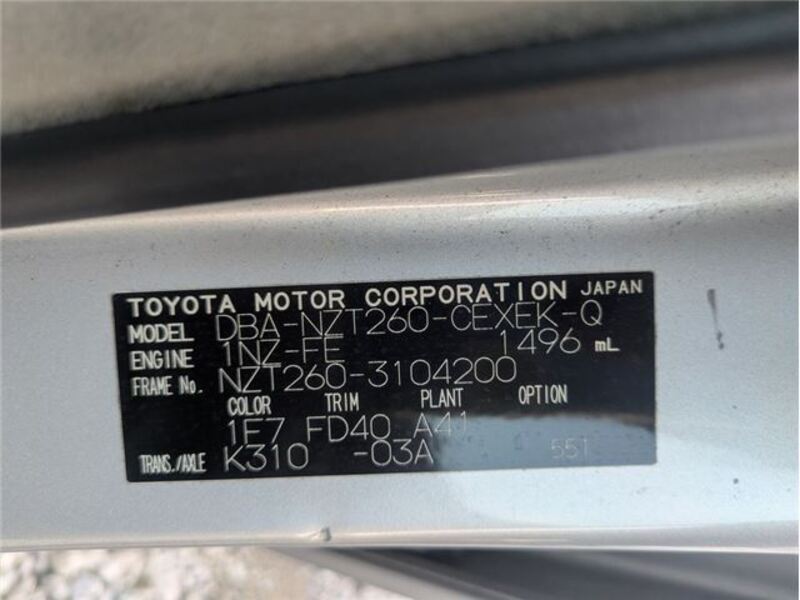 TOYOTA MOTOR CORPORATION JAPAN
MODEL DBA-NZT260-CEXEK-Q
ENGINE 1NZ-FE 1496 mL
FRAME No. NZT260-3104200
COLOR TRIM PLANT OPTION
1F7 FD40 A41
TRANS./AXLE K310 -03A 551